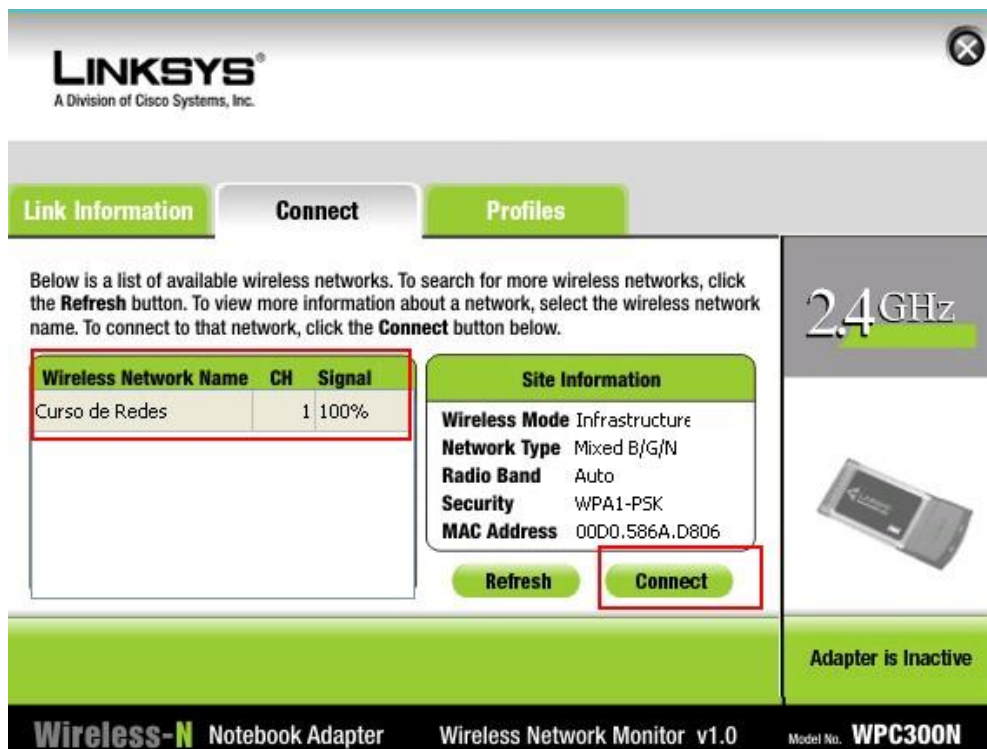 LINKSYS®
A Division of Cisco Systems, Inc.
Link Information
Connect
Profiles
Below is a list of available wireless networks. To search for more wireless networks, click
the Refresh button. To view more information about a network, select the wireless network
name. To connect to that network, click the Connect button below.
2.4 GHz
Wireless Network Name CH Signal
Curso de Redes 1 100%
Site Information
Wireless Mode Infrastructure
Network Type Mixed B/G/N
Radio Band Auto
Security WPA1-PSK
MAC Address 00D0.586A.D806
Refresh
Connect
Adapter is Inactive
Wireless-N Notebook Adapter Wireless Network Monitor v1.0 Model No. WPC300N